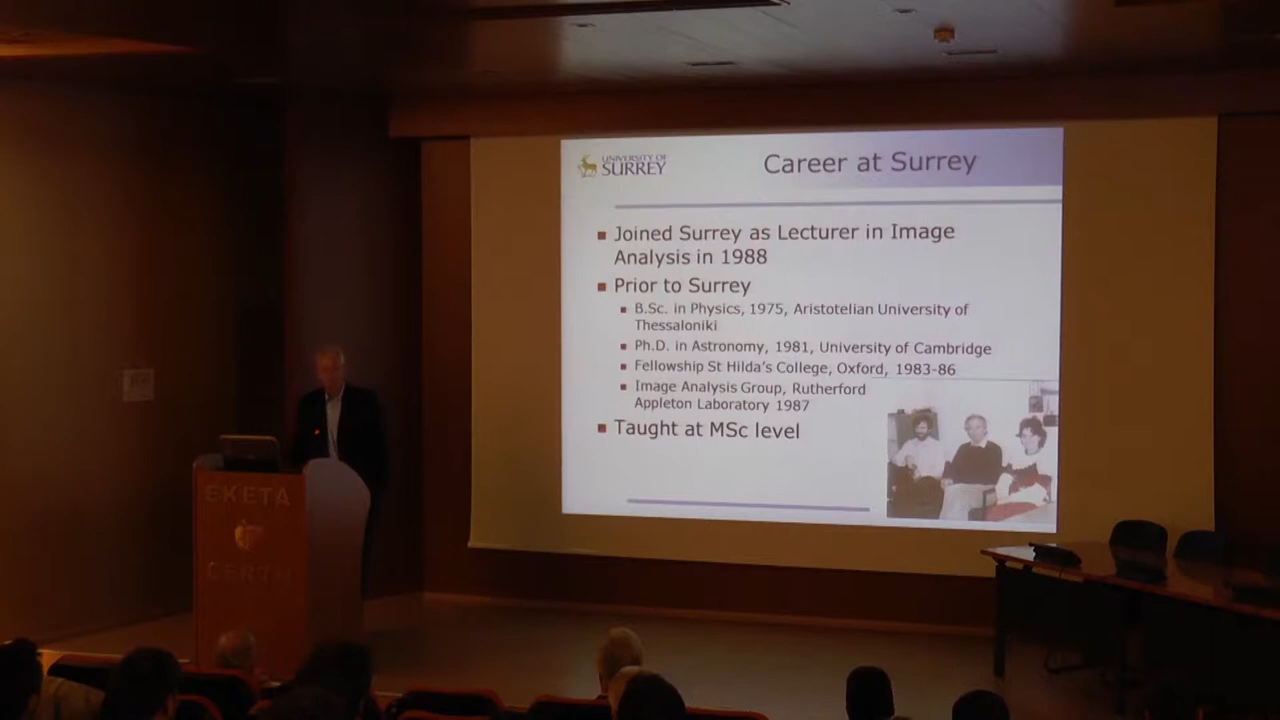 UNIVERSITY OF
SURREY
Career at Surrey
Joined Surrey as Lecturer in Image
Analysis in 1988
Prior to Surrey
B.Sc. in Physics, 1975, Aristotelian University of
Thessaloniki
Ph.D. in Astronomy, 1981, University of Cambridge
Fellowship St Hilda's College, Oxford, 1983-86
Image Analysis Group, Rutherford
Appleton Laboratory 1987
Taught at MSc level
EKETA
CERTH